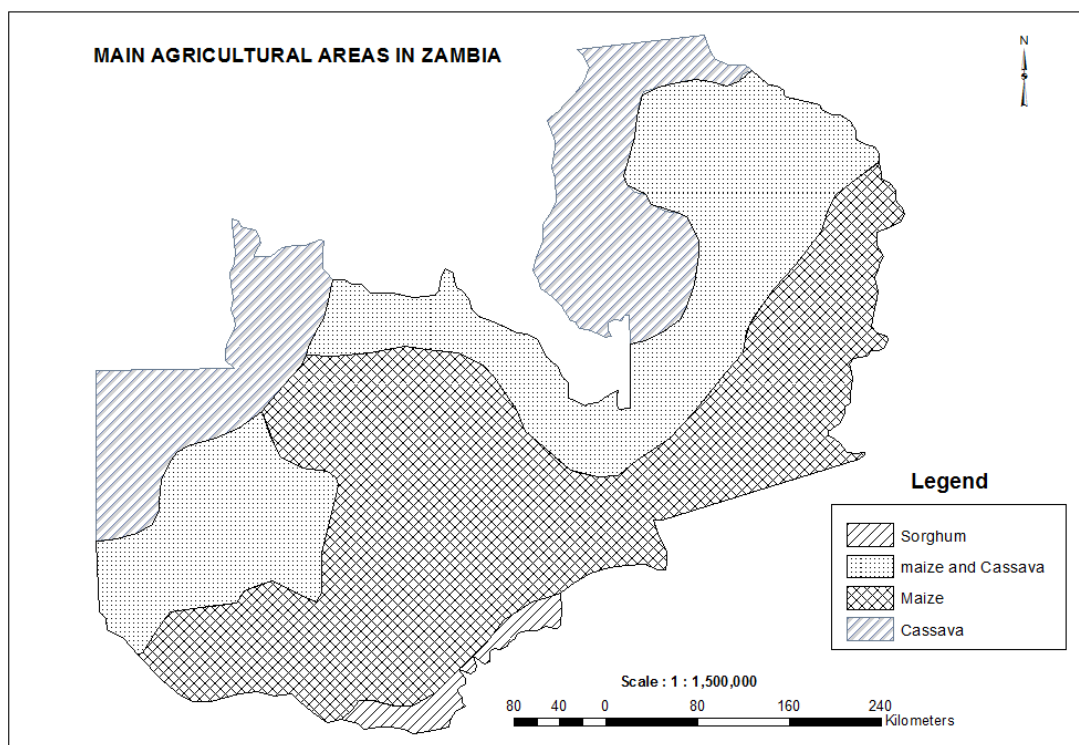 MAIN AGRICULTURAL AREAS IN ZAMBIA
N
Legend
Sorghum
maize and Cassava
Maize
Cassava
Scale : 1 : 1,500,000
80 40 0 80 160 240
Kilometers